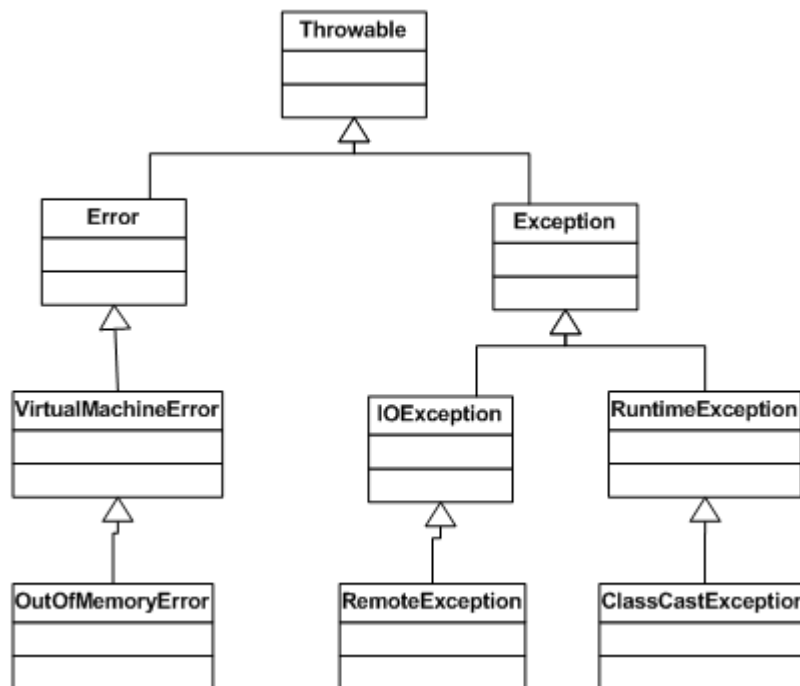 Throwable
Error
Exception
VirtualMachineError
IOException
RuntimeException
OutOfMemoryError
RemoteException
ClassCastException